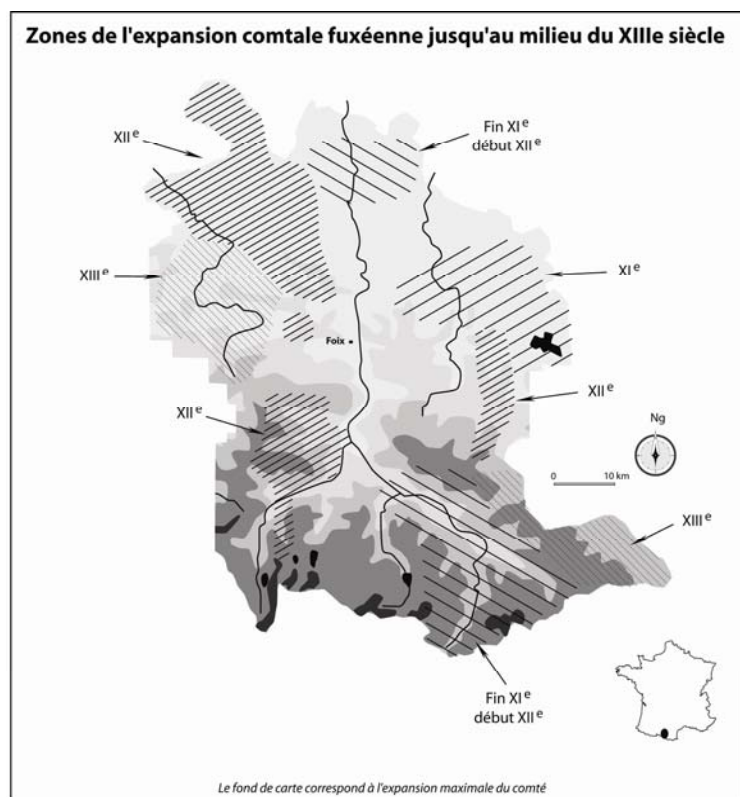 Zones de l'expansion comtale fuxéenne jusqu'au milieu du XIIIe siècle
XIIe
Fin XIe
début XIIe
XIIIe
XIe
Foix
XIIe
XIIe
Ng
0 10 km
XIIIe
Fin XIe
début XIIe
Le fond de carte correspond à l'expansion maximale du comté